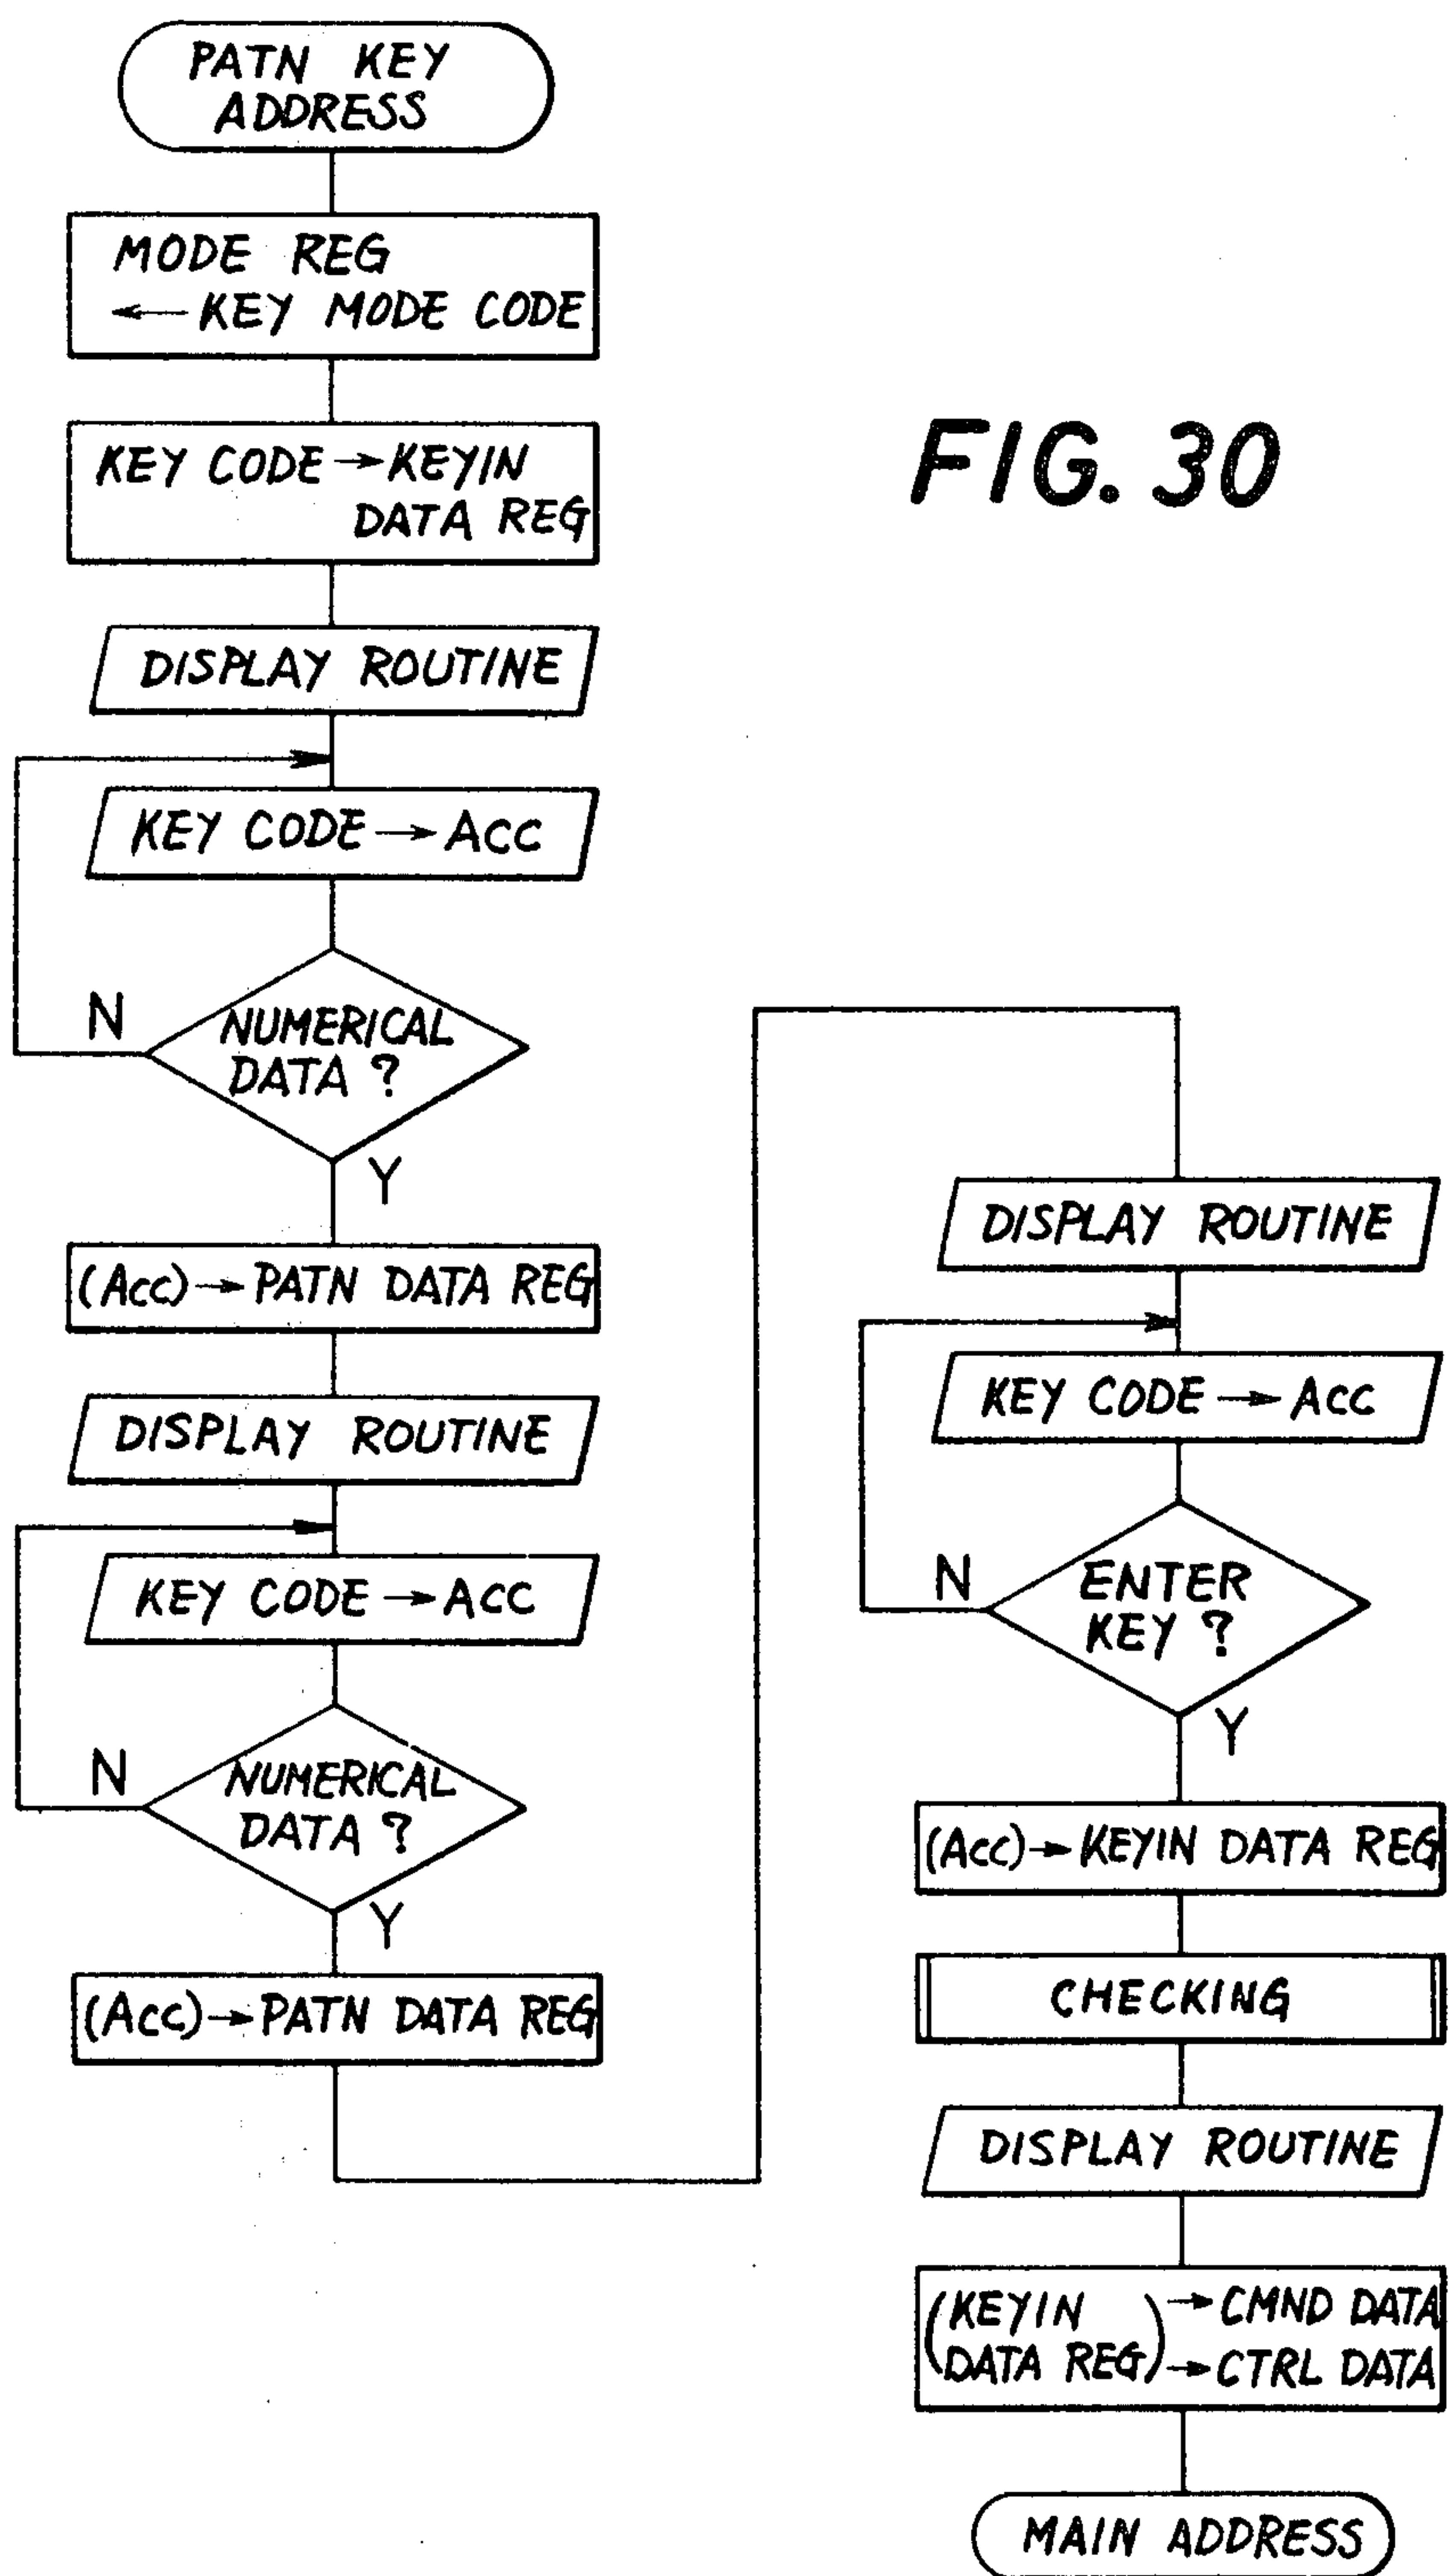 PATN KEY
ADDRESS
MODE REG
← KEY MODE CODE
KEY CODE → KEYIN
DATA REG
DISPLAY ROUTINE
KEY CODE → ACC
N
NUMERICAL
DATA ?
Y
(ACC) → PATN DATA REG
DISPLAY ROUTINE
KEY CODE → ACC
N
NUMERICAL
DATA ?
Y
(ACC) → PATN DATA REG
FIG. 30
DISPLAY ROUTINE
KEY CODE → ACC
N
ENTER
KEY ?
Y
(ACC) → KEYIN DATA REG
CHECKING
DISPLAY ROUTINE
(KEYIN → CMND DATA
DATA REG) → CTRL DATA
MAIN ADDRESS